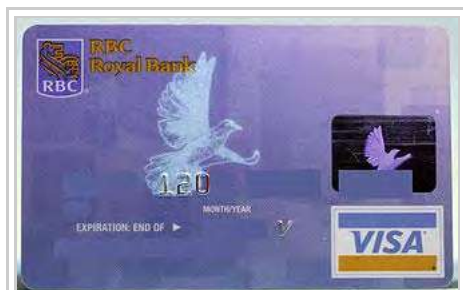 RBC
Royal Bank
RBC
120
MONTH/YEAR
EXPIRATION: END OF ▶
V
VISA